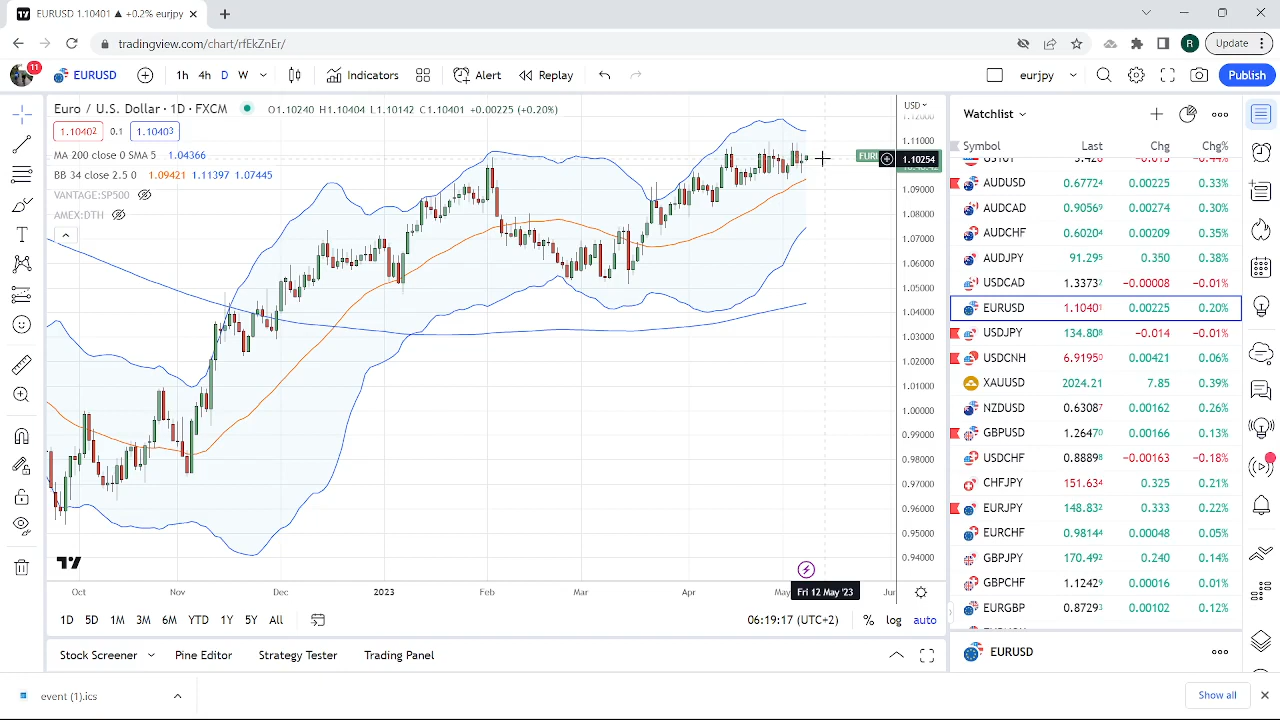 EURUSD 1.10401 ▲ +0.2% eurjpy
tradingview.com/chart/rfEkZnEr/
R
Update
11
EURUSD
1h 4h D W
Indicators
Alert
Replay
eurjpy
Publish
Euro / U.S. Dollar · 1D · FXCM
O1.10240 H1.10404 L1.10142 C1.10401 +0.00225 (+0.20%)
1.10402 0.1 1.10403
MA 200 close 0 SMA 5 1.04366
BB 34 close 2.5 0 1.09421 1.11397 1.07445
VANTAGE:SP500
AMEX:DTH
USD
1.12000
1.11000
1.10254
1.09000
1.08000
1.07000
1.06000
1.05000
1.04000
1.03000
1.02000
1.01000
1.00000
0.99000
0.98000
0.97000
0.96000
0.95000
0.94000
Oct Nov Dec 2023 Feb Mar Apr May
Fri 12 May '23
1D 5D 1M 3M 6M YTD 1Y 5Y All
06:19:17 (UTC+2) % log auto
Stock Screener Pine Editor Strategy Tester Trading Panel
Watchlist
Symbol Last Chg Chg%
AUDUSD 0.67724 0.00225 0.33%
AUDCAD 0.90569 0.00274 0.30%
AUDCHF 0.60204 0.00209 0.35%
AUDJPY 91.295 0.350 0.38%
USDCAD 1.33732 −0.00008 −0.01%
EURUSD 1.10401 0.00225 0.20%
USDJPY 134.808 −0.014 −0.01%
USDCNH 6.91950 0.00421 0.06%
XAUUSD 2024.21 7.85 0.39%
NZDUSD 0.63087 0.00162 0.26%
GBPUSD 1.26470 0.00166 0.13%
USDCHF 0.88898 −0.00163 −0.18%
CHFJPY 151.634 0.325 0.21%
EURJPY 148.832 0.333 0.22%
EURCHF 0.98144 0.00048 0.05%
GBPJPY 170.492 0.240 0.14%
GBPCHF 1.12429 0.00016 0.01%
EURGBP 0.87293 0.00102 0.12%
EURUSD
event (1).ics
Show all